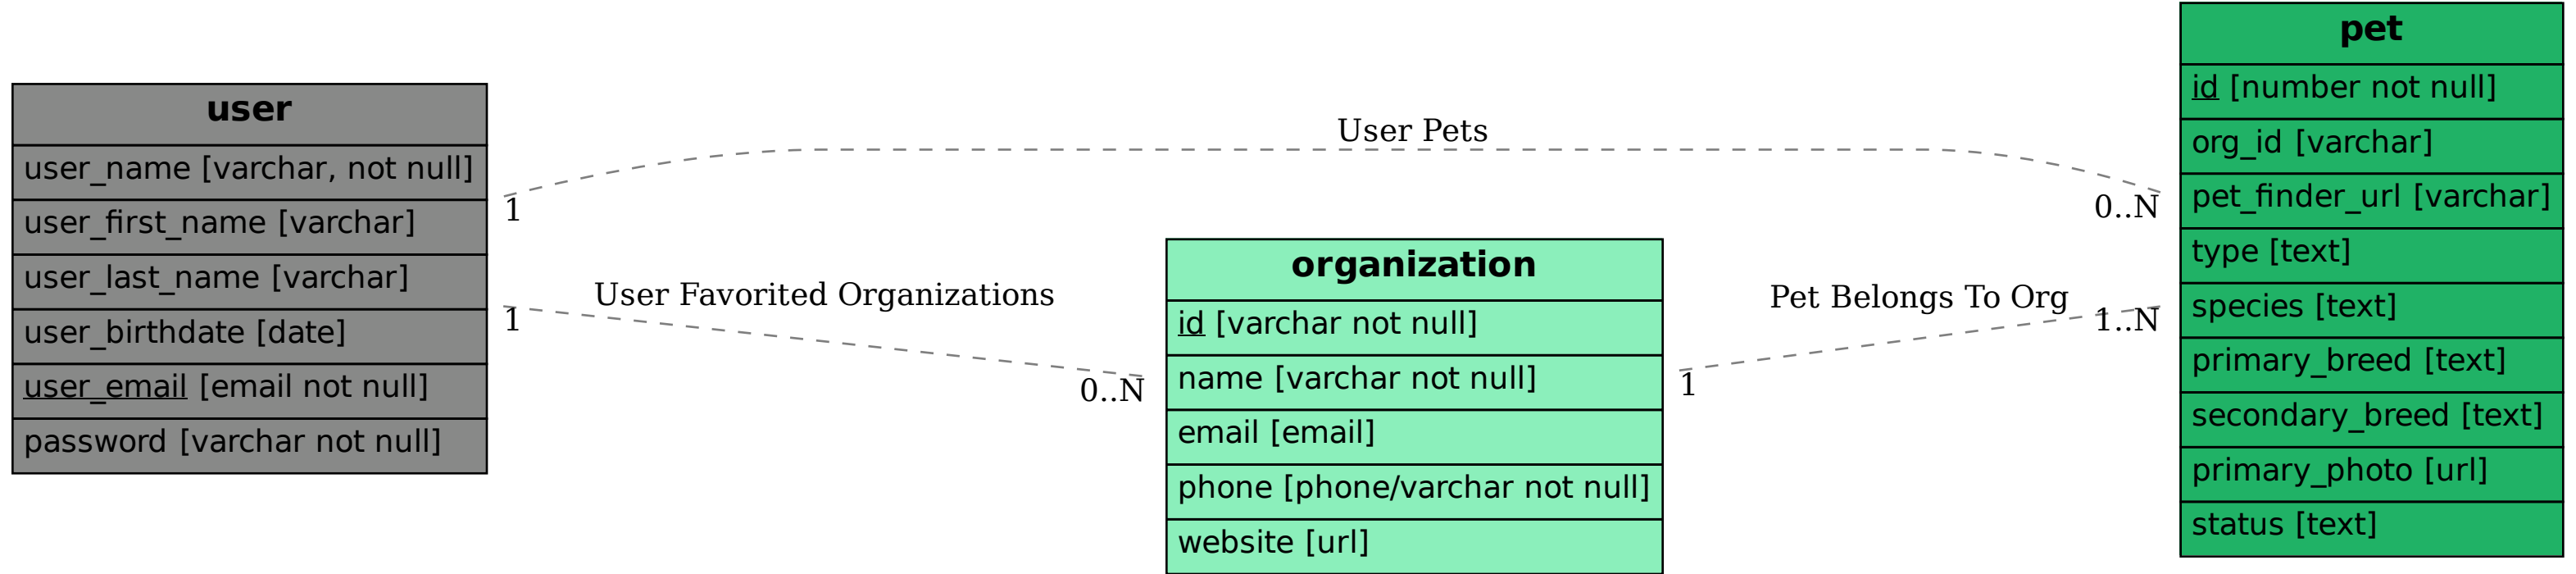 user
user_name [varchar, not null]
user_first_name [varchar]
user_last_name [varchar]
user_birthdate [date]
user_email [email not null]
password [varchar not null]
User Pets
1
0..N
User Favorited Organizations
1
0..N
organization
id [varchar not null]
name [varchar not null]
email [email]
phone [phone/varchar not null]
website [url]
Pet Belongs To Org
1
1..N
pet
id [number not null]
org_id [varchar]
pet_finder_url [varchar]
type [text]
species [text]
primary_breed [text]
secondary_breed [text]
primary_photo [url]
status [text]